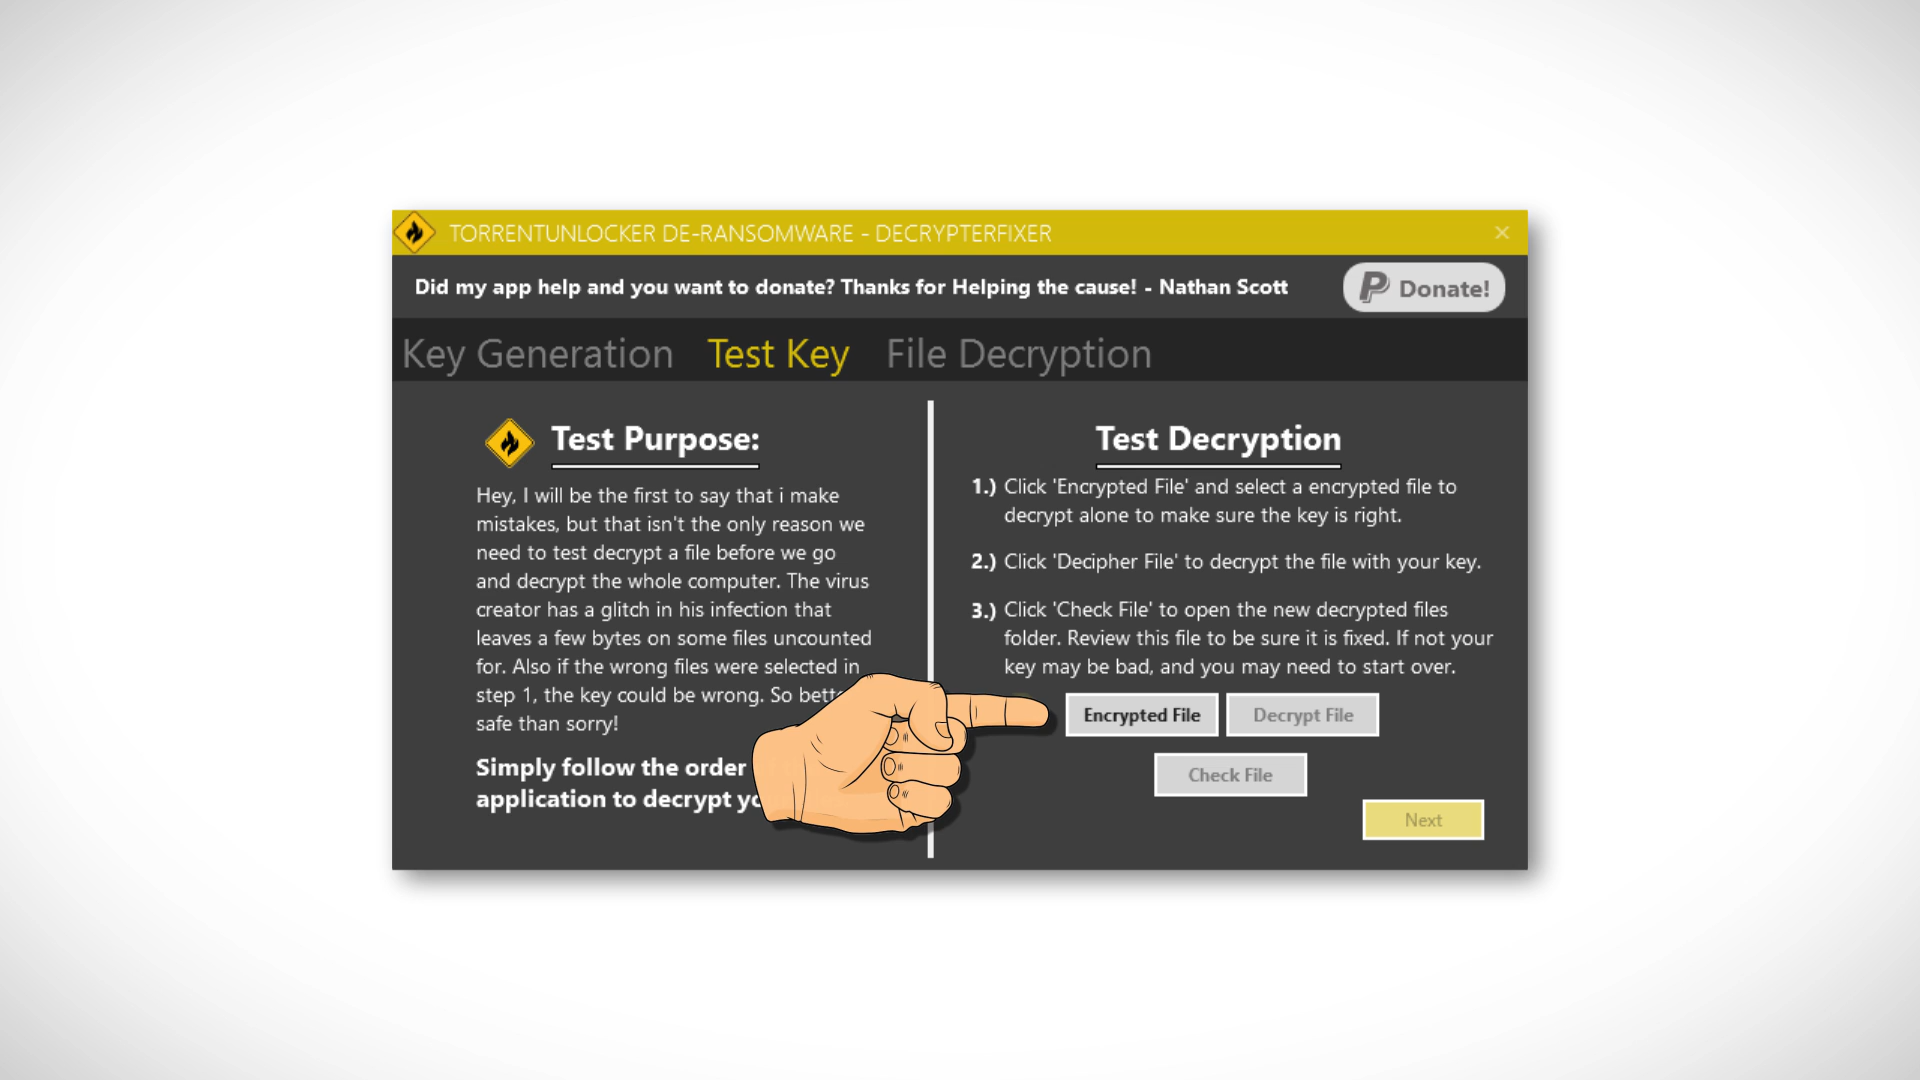 TORRENTUNLOCKER DE-RANSOMWARE - DECRYPTERFIXER
Did my app help and you want to donate? Thanks for Helping the cause! - Nathan Scott
Donate!
Key Generation Test Key File Decryption
Test Purpose:
Hey, I will be the first to say that i make
mistakes, but that isn't the only reason we
need to test decrypt a file before we go
and decrypt the whole computer. The virus
creator has a glitch in his infection that
leaves a few bytes on some files uncounted
for. Also if the wrong files were selected in
step 1, the key could be wrong. So
safe than sorry!
Simply follow the order
application to decrypt
Test Decryption
1.) Click 'Encrypted File' and select a encrypted file to
decrypt alone to make sure the key is right.
2.) Click 'Decipher File' to decrypt the file with your key.
3.) Click 'Check File' to open the new decrypted files
folder. Review this file to be sure it is fixed. If not your
key may be bad, and you may need to start over.
Encrypted File Decrypt File
Check File
Next